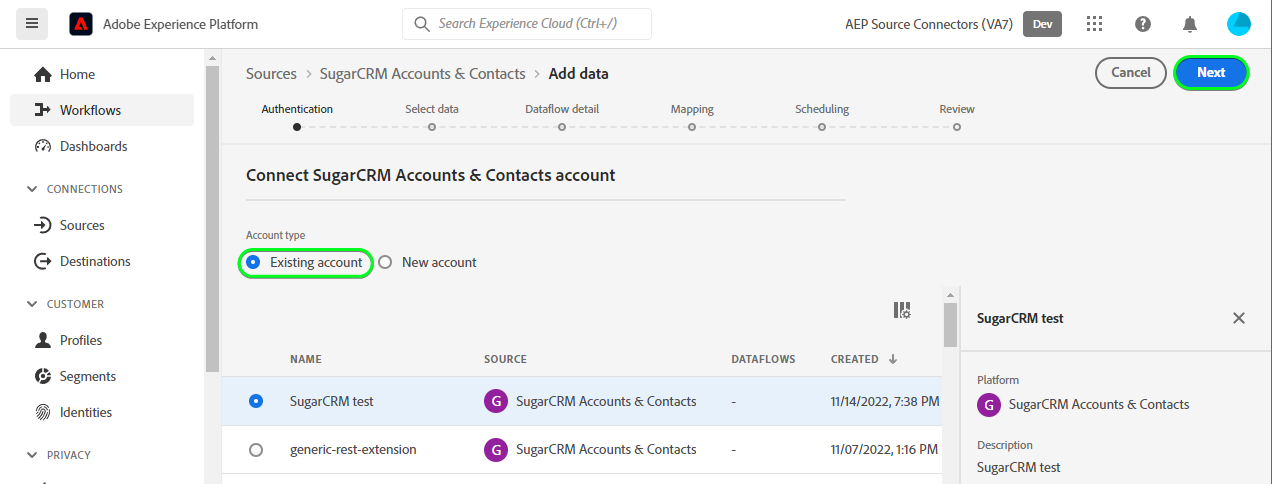 Adobe Experience Platform
Search Experience Cloud (Ctrl+/)
AEP Source Connectors (VA7)
Dev
Home
Workflows
Dashboards
CONNECTIONS
Sources
Destinations
CUSTOMER
Profiles
Segments
Identities
PRIVACY
Sources > SugarCRM Accounts & Contacts > Add data
Cancel
Next
Authentication
Select data
Dataflow detail
Mapping
Scheduling
Review
Connect SugarCRM Accounts & Contacts account
Account type
Existing account
New account
NAME SOURCE DATAFLOWS CREATED ↓
SugarCRM test G SugarCRM Accounts & Contacts - 11/14/2022, 7:38 PM
generic-rest-extension G SugarCRM Accounts & Contacts - 11/07/2022, 1:16 PM
SugarCRM test
Platform
G SugarCRM Accounts & Contacts
Description
SugarCRM test